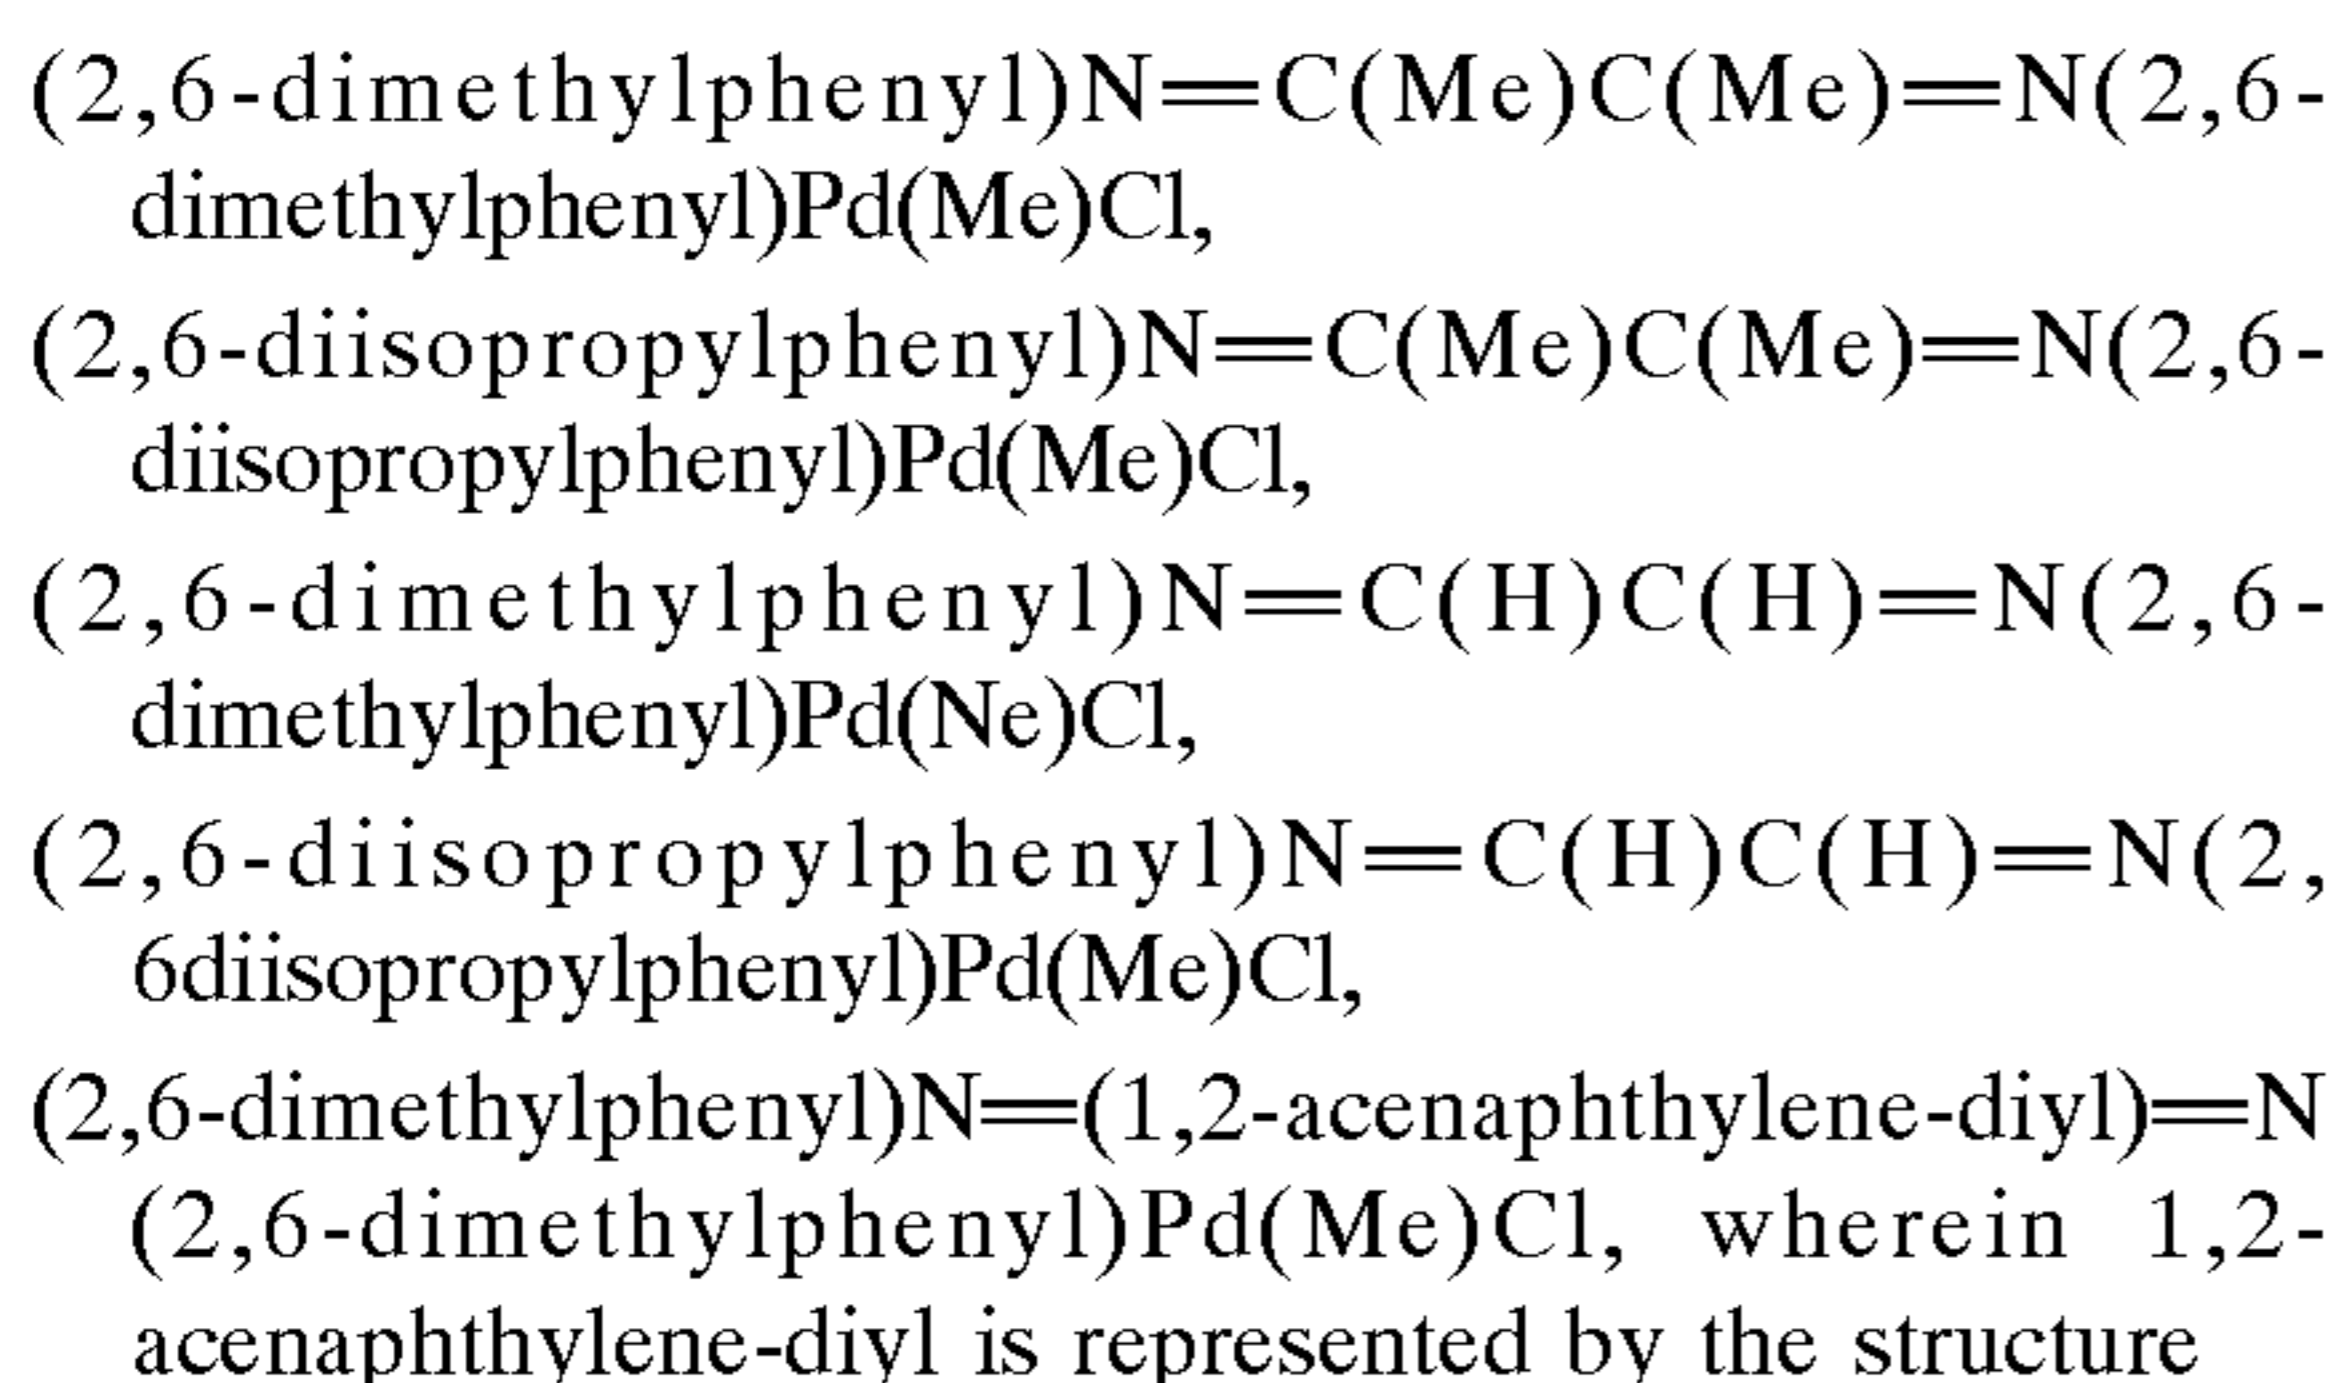 (2,6-dimethylphenyl)N=C(Me)C(Me)=N(2,6-
dimethylphenyl)Pd(Me)Cl,
(2,6-diisopropylphenyl)N=C(Me)C(Me)=N(2,6-
diisopropylphenyl)Pd(Me)Cl,
(2,6-dimethylphenyl)N=C(H)C(H)=N(2,6-
dimethylphenyl)Pd(Ne)Cl,
(2,6-diisopropylphenyl)N=C(H)C(H)=N(2,
6diisopropylphenyl)Pd(Me)Cl,
(2,6-dimethylphenyl)N=(1,2-acenaphthylene-diyl)=N
(2,6-dimethylphenyl)Pd(Me)Cl, wherein 1,2-
acenaphthylene-diyl is represented by the structure